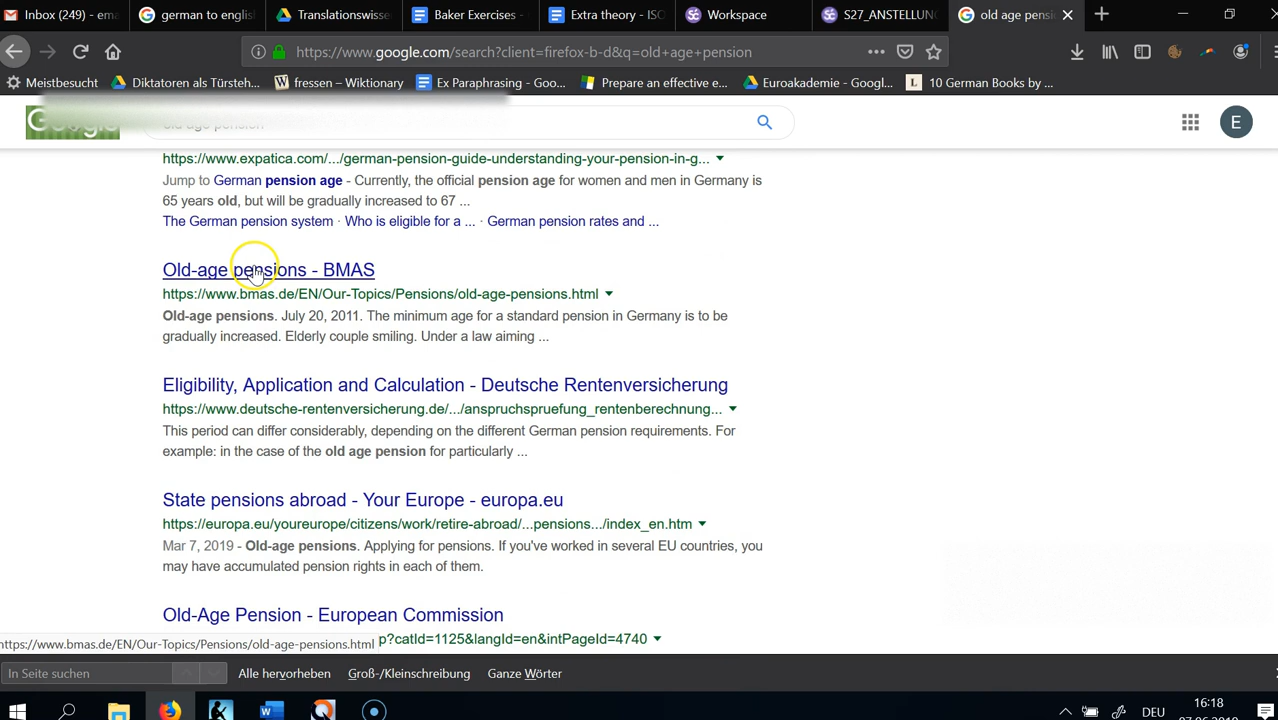 Inbox (249) - ema
german to englis
Translationswisse
Baker Exercises -
Extra theory - ISO
Workspace
S27_ANSTELLUN
old age pensi
https://www.google.com/search?client=firefox-b-d&q=old+age+pension
Meistbesucht
Diktatoren als Türsteh...
fressen – Wiktionary
Ex Paraphrasing - Goo...
Prepare an effective e...
Euroakademie - Googl...
10 German Books by ...
Google
old age pension
E
https://www.expatica.com/.../german-pension-guide-understanding-your-pension-in-g...
Jump to German pension age - Currently, the official pension age for women and men in Germany is
65 years old, but will be gradually increased to 67 ...
The German pension system · Who is eligible for a ... · German pension rates and ...
Old-age pensions - BMAS
https://www.bmas.de/EN/Our-Topics/Pensions/old-age-pensions.html
Old-age pensions. July 20, 2011. The minimum age for a standard pension in Germany is to be
gradually increased. Elderly couple smiling. Under a law aiming ...
Eligibility, Application and Calculation - Deutsche Rentenversicherung
https://www.deutsche-rentenversicherung.de/.../anspruchspruefung_rentenberechnung...
This period can differ considerably, depending on the different German pension requirements. For
example: in the case of the old age pension for particularly ...
State pensions abroad - Your Europe - europa.eu
https://europa.eu/youreurope/citizens/work/retire-abroad/...pensions.../index_en.htm
Mar 7, 2019 - Old-age pensions. Applying for pensions. If you've worked in several EU countries, you
may have accumulated pension rights in each of them.
Old-Age Pension - European Commission
p?catId=1125&langId=en&intPageId=4740
https://www.bmas.de/EN/Our-Topics/Pensions/old-age-pensions.html
In Seite suchen
Alle hervorheben
Groß-/Kleinschreibung
Ganze Wörter
DEU
16:18